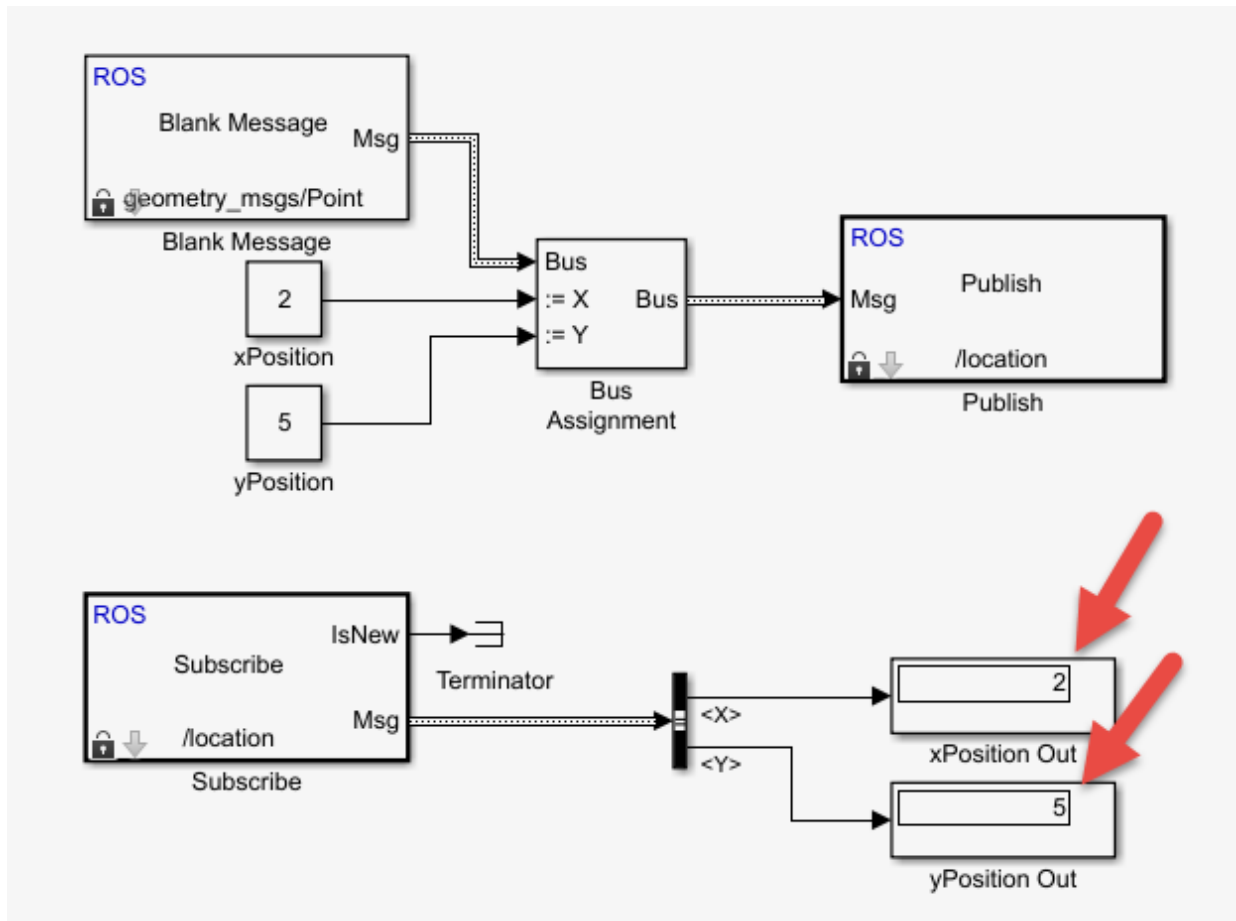 ROS
Blank Message
Msg
geometry_msgs/Point
Blank Message
2
xPosition
5
yPosition
Bus
:= X
:= Y
Bus
Bus
Assignment
ROS
Publish
Msg
/location
Publish
ROS
IsNew
Subscribe
Msg
/location
Subscribe
Terminator
<X>
<Y>
2
xPosition Out
5
yPosition Out